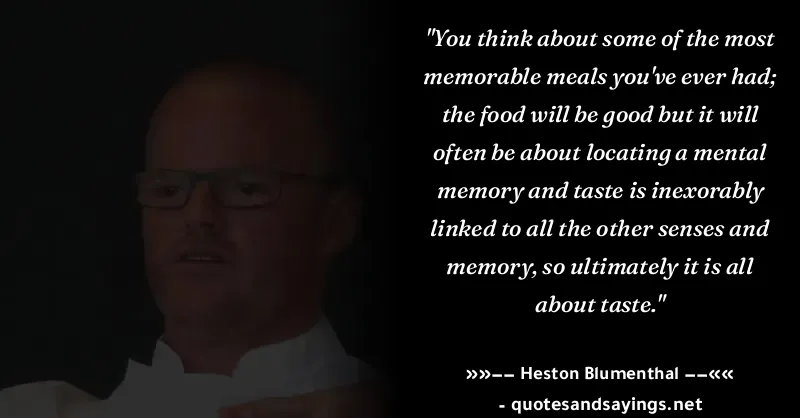 "You think about some of the most
memorable meals you've ever had;
the food will be good but it will
often be about locating a mental
memory and taste is inexorably
linked to all the other senses and
memory, so ultimately it is all
about taste."
»»–– Heston Blumenthal ––««
- quotesandsayings.net